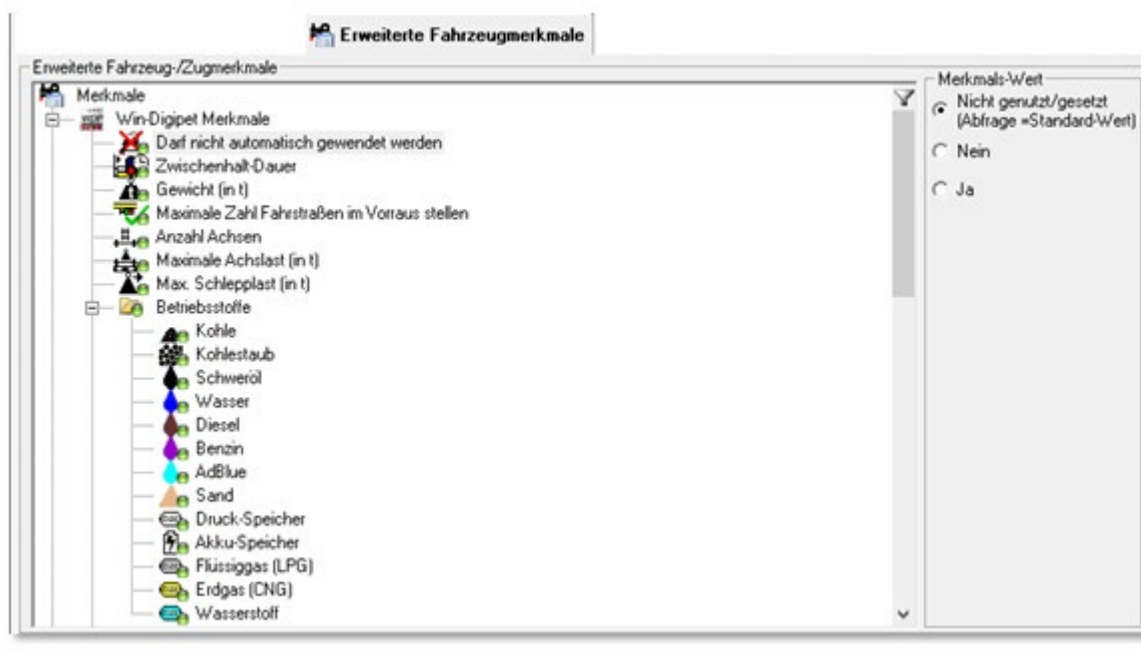 Erweiterte Fahrzeugmerkmale
Erweiterte Fahrzeug-/Zugmerkmale
Merkmale
Win-Digipet Merkmale
Darf nicht automatisch gewendet werden
Zwischenhalt-Dauer
Gewicht (in t)
Maximale Zahl Fahrstraßen im Vorraus stellen
Anzahl Achsen
Maximale Achslast (in t)
Max. Schlepplast (in t)
Betriebsstoffe
Kohle
Kohlestaub
Schweröl
Wasser
Diesel
Benzin
AdBlue
Sand
Druck-Speicher
Akku-Speicher
Flüssiggas (LPG)
Erdgas (CNG)
Wasserstoff
Merkmals-Wert
Nicht genutzt/gesetzt
(Abfrage =Standard-Wert)
Nein
Ja